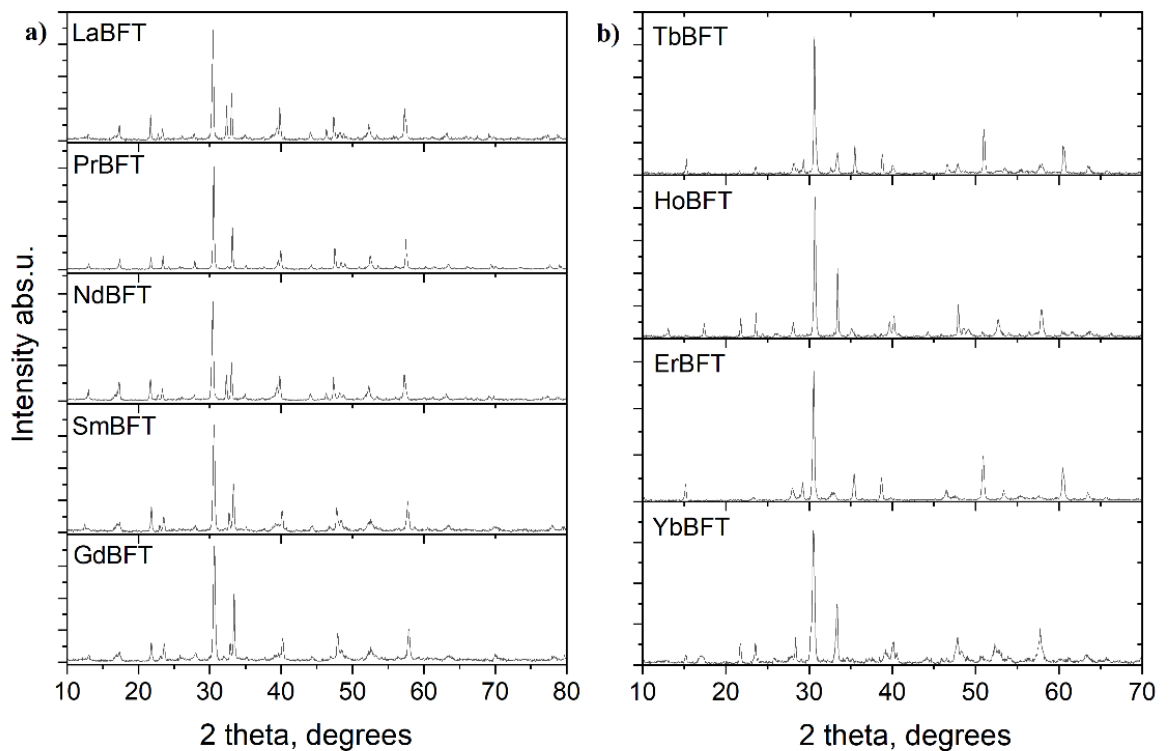 a)
LaBFT
PrBFT
NdBFT
SmBFT
GdBFT
Intensity abs.u.
10 20 30 40 50 60 70 80
2 theta, degrees
b)
TbBFT
HoBFT
ErBFT
YbBFT
10 20 30 40 50 60 70
2 theta, degrees